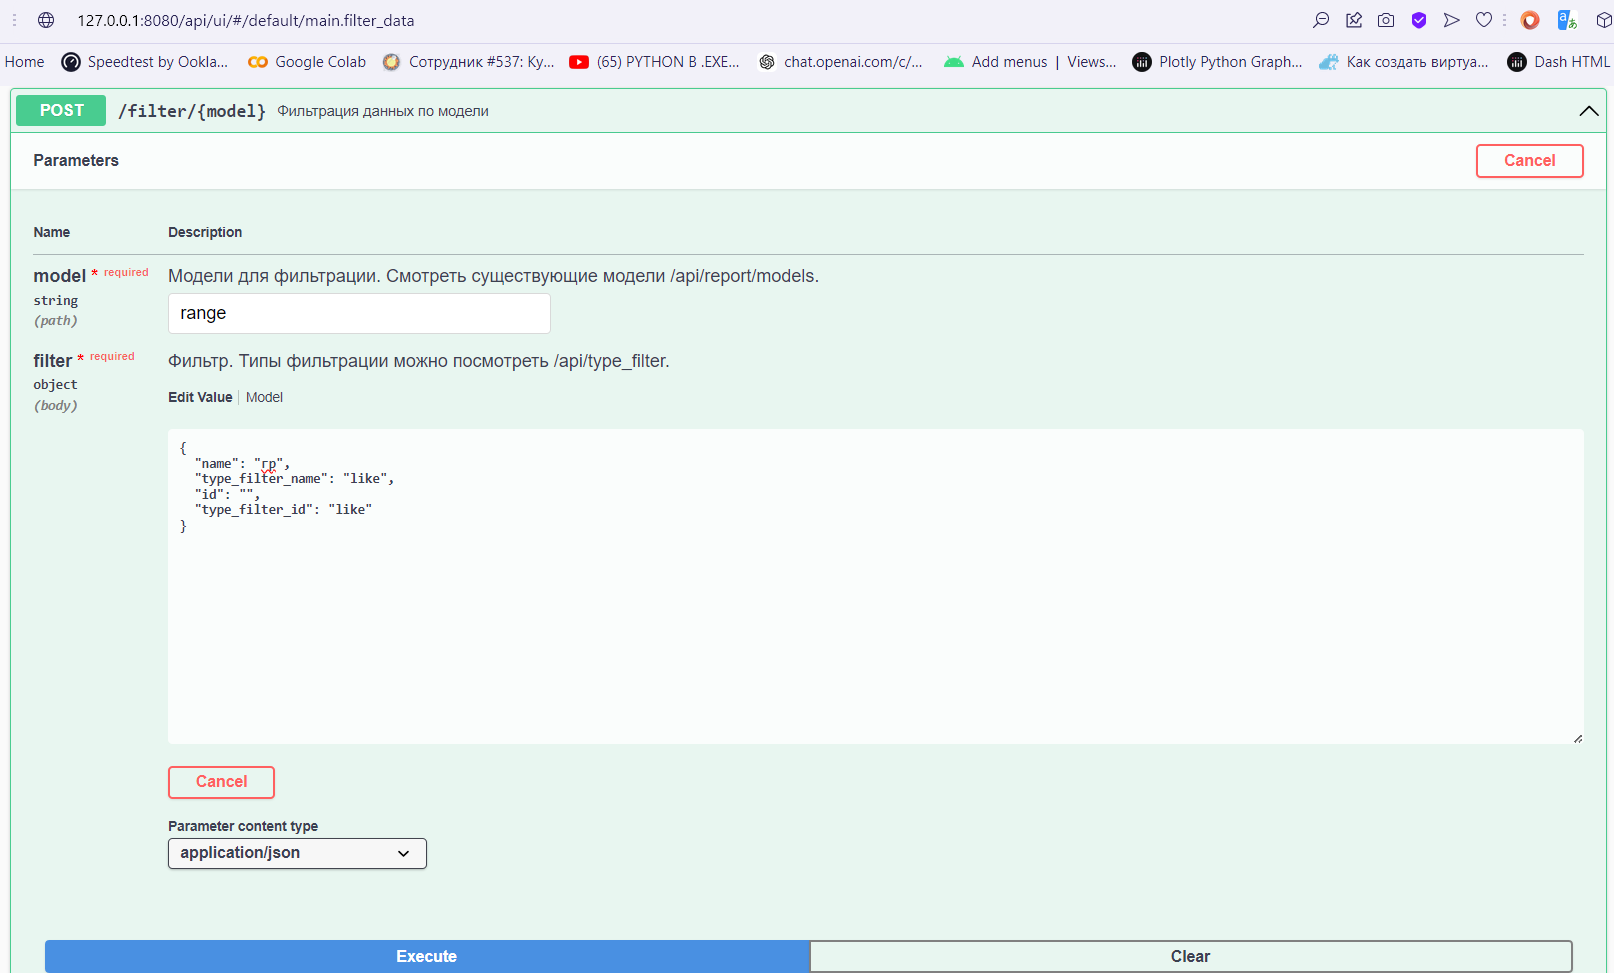 127.0.0.1:8080/api/ui/#/default/main.filter_data
Home Speedtest by Ookla... Google Colab Сотрудник #537: Ку... (65) PYTHON В .EXE... chat.openai.com/c/... Add menus | Views... Plotly Python Graph... Как создать виртуа... Dash HTML
POST /filter/{model} Фильтрация данных по модели
Parameters Cancel
Name Description
model * required Модели для фильтрации. Смотреть существующие модели /api/report/models.
string
(path)
range
filter * required Фильтр. Типы фильтрации можно посмотреть /api/type_filter.
object
(body)
Edit Value Model
{
"name": "гр",
"type_filter_name": "like",
"id": "",
"type_filter_id": "like"
}
Cancel
Parameter content type
application/json
Execute Clear